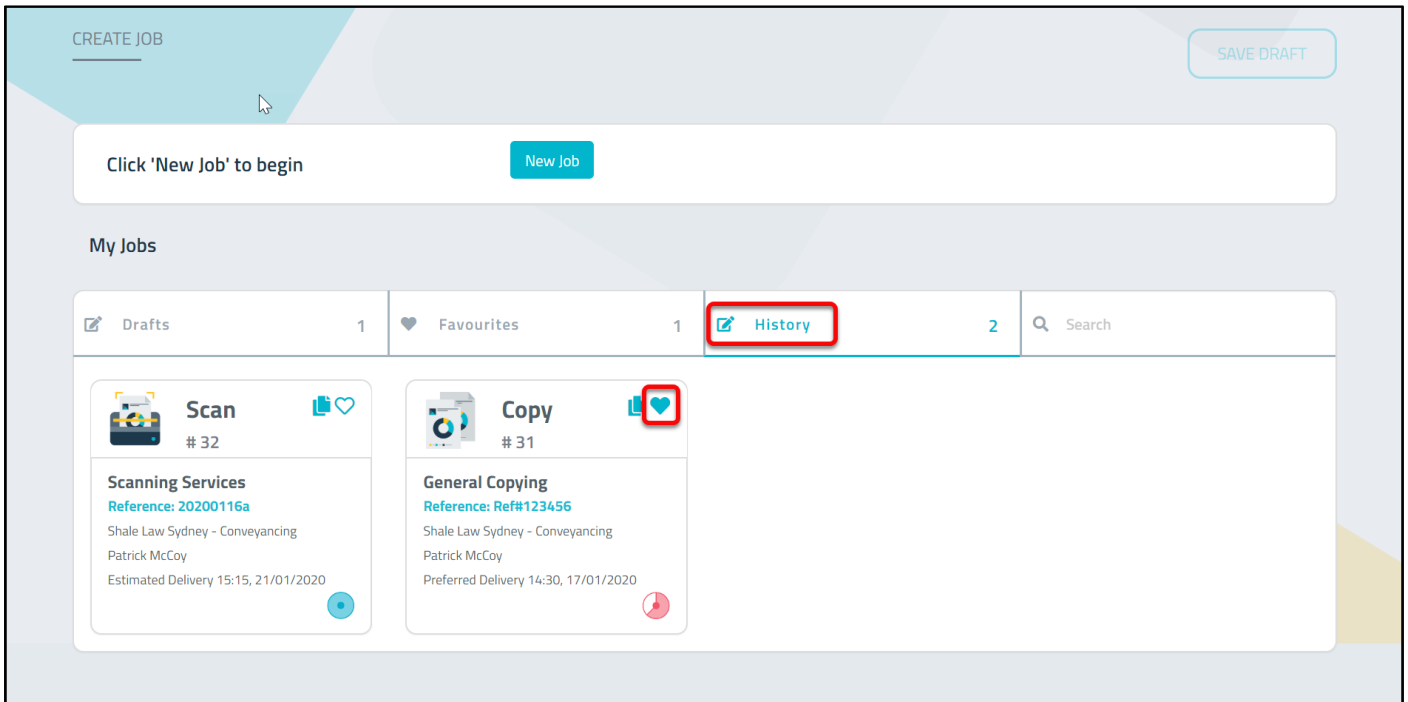 CREATE JOB
SAVE DRAFT
Click 'New Job' to begin
New Job
My Jobs
Drafts 1
Favourites 1
History 2
Search
Scan
# 32
Scanning Services
Reference: 20200116a
Shale Law Sydney - Conveyancing
Patrick McCoy
Estimated Delivery 15:15, 21/01/2020
Copy
# 31
General Copying
Reference: Ref#123456
Shale Law Sydney - Conveyancing
Patrick McCoy
Preferred Delivery 14:30, 17/01/2020